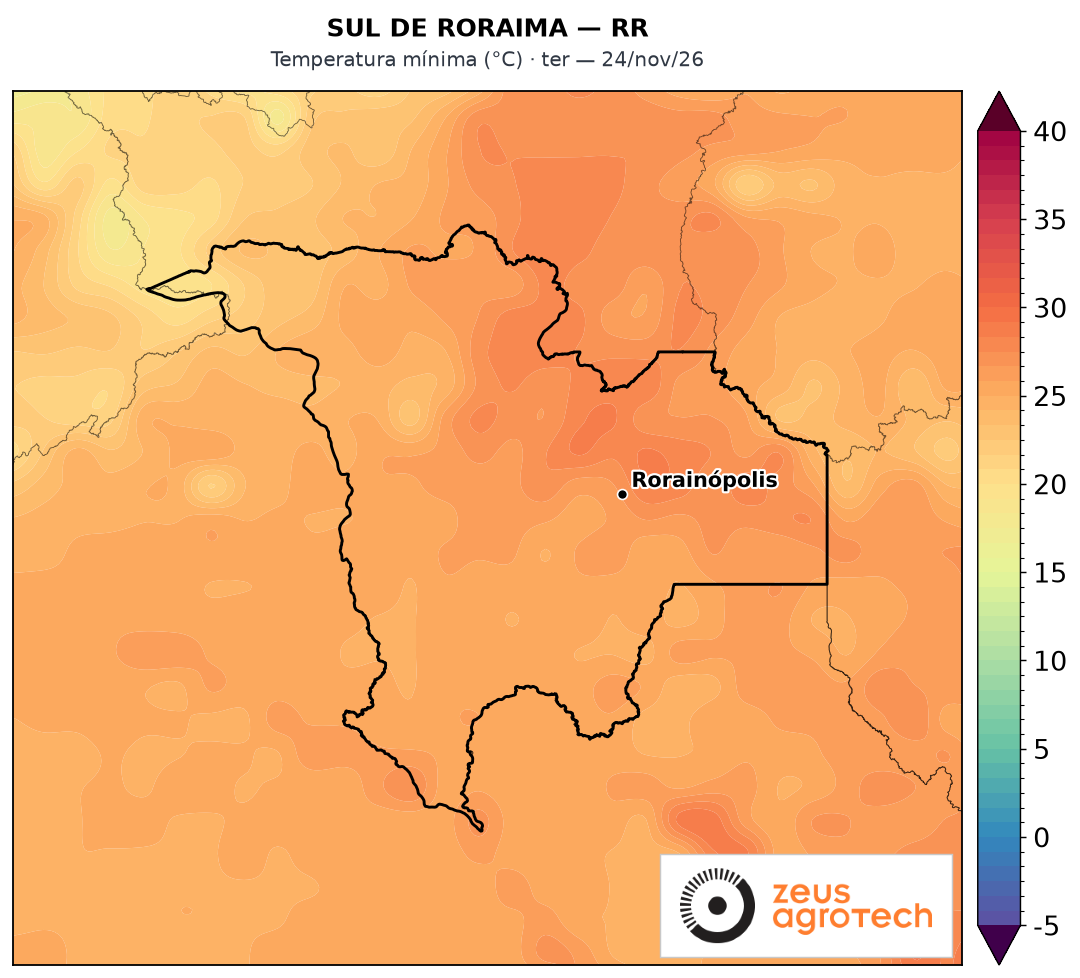 SUL DE RORAIMA — RR
Temperatura mínima (°C) · ter — 24/nov/26
40
35
30
25
20
15
10
5
0
-5
Rorainópolis
zeus
agrotech